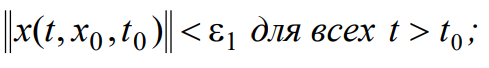 ‖x(t, x₀, t₀)‖ < ε₁ для всех t > t₀;